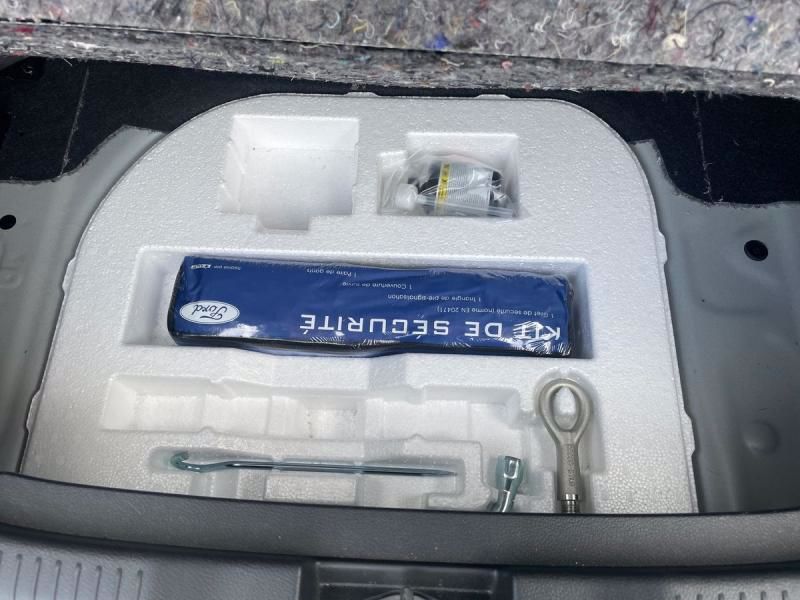 KIT DE SÉCURITÉ
1 Gilet de sécurité (norme EN 20471)
1 Triangle de pré-signalisation
1 Couverture de survie
1 Paire de gants
Ford